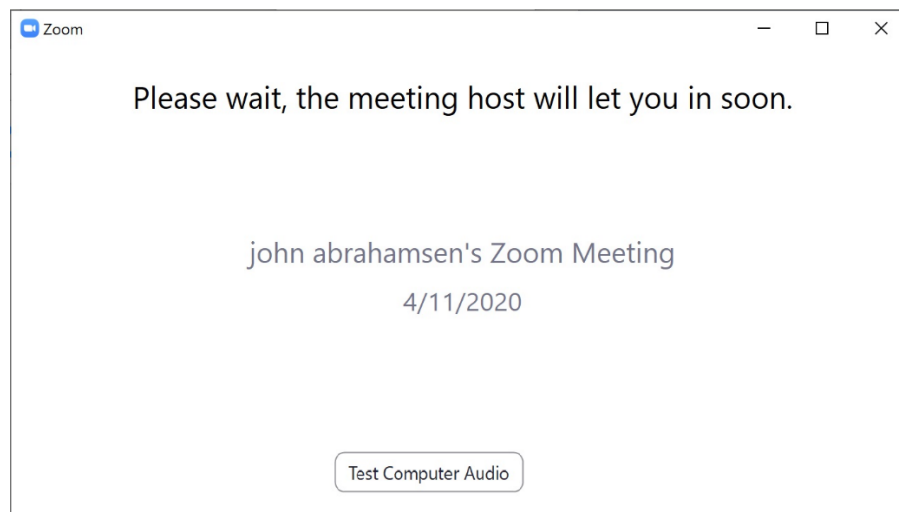 Zoom
Please wait, the meeting host will let you in soon.
john abrahamsen's Zoom Meeting
4/11/2020
Test Computer Audio